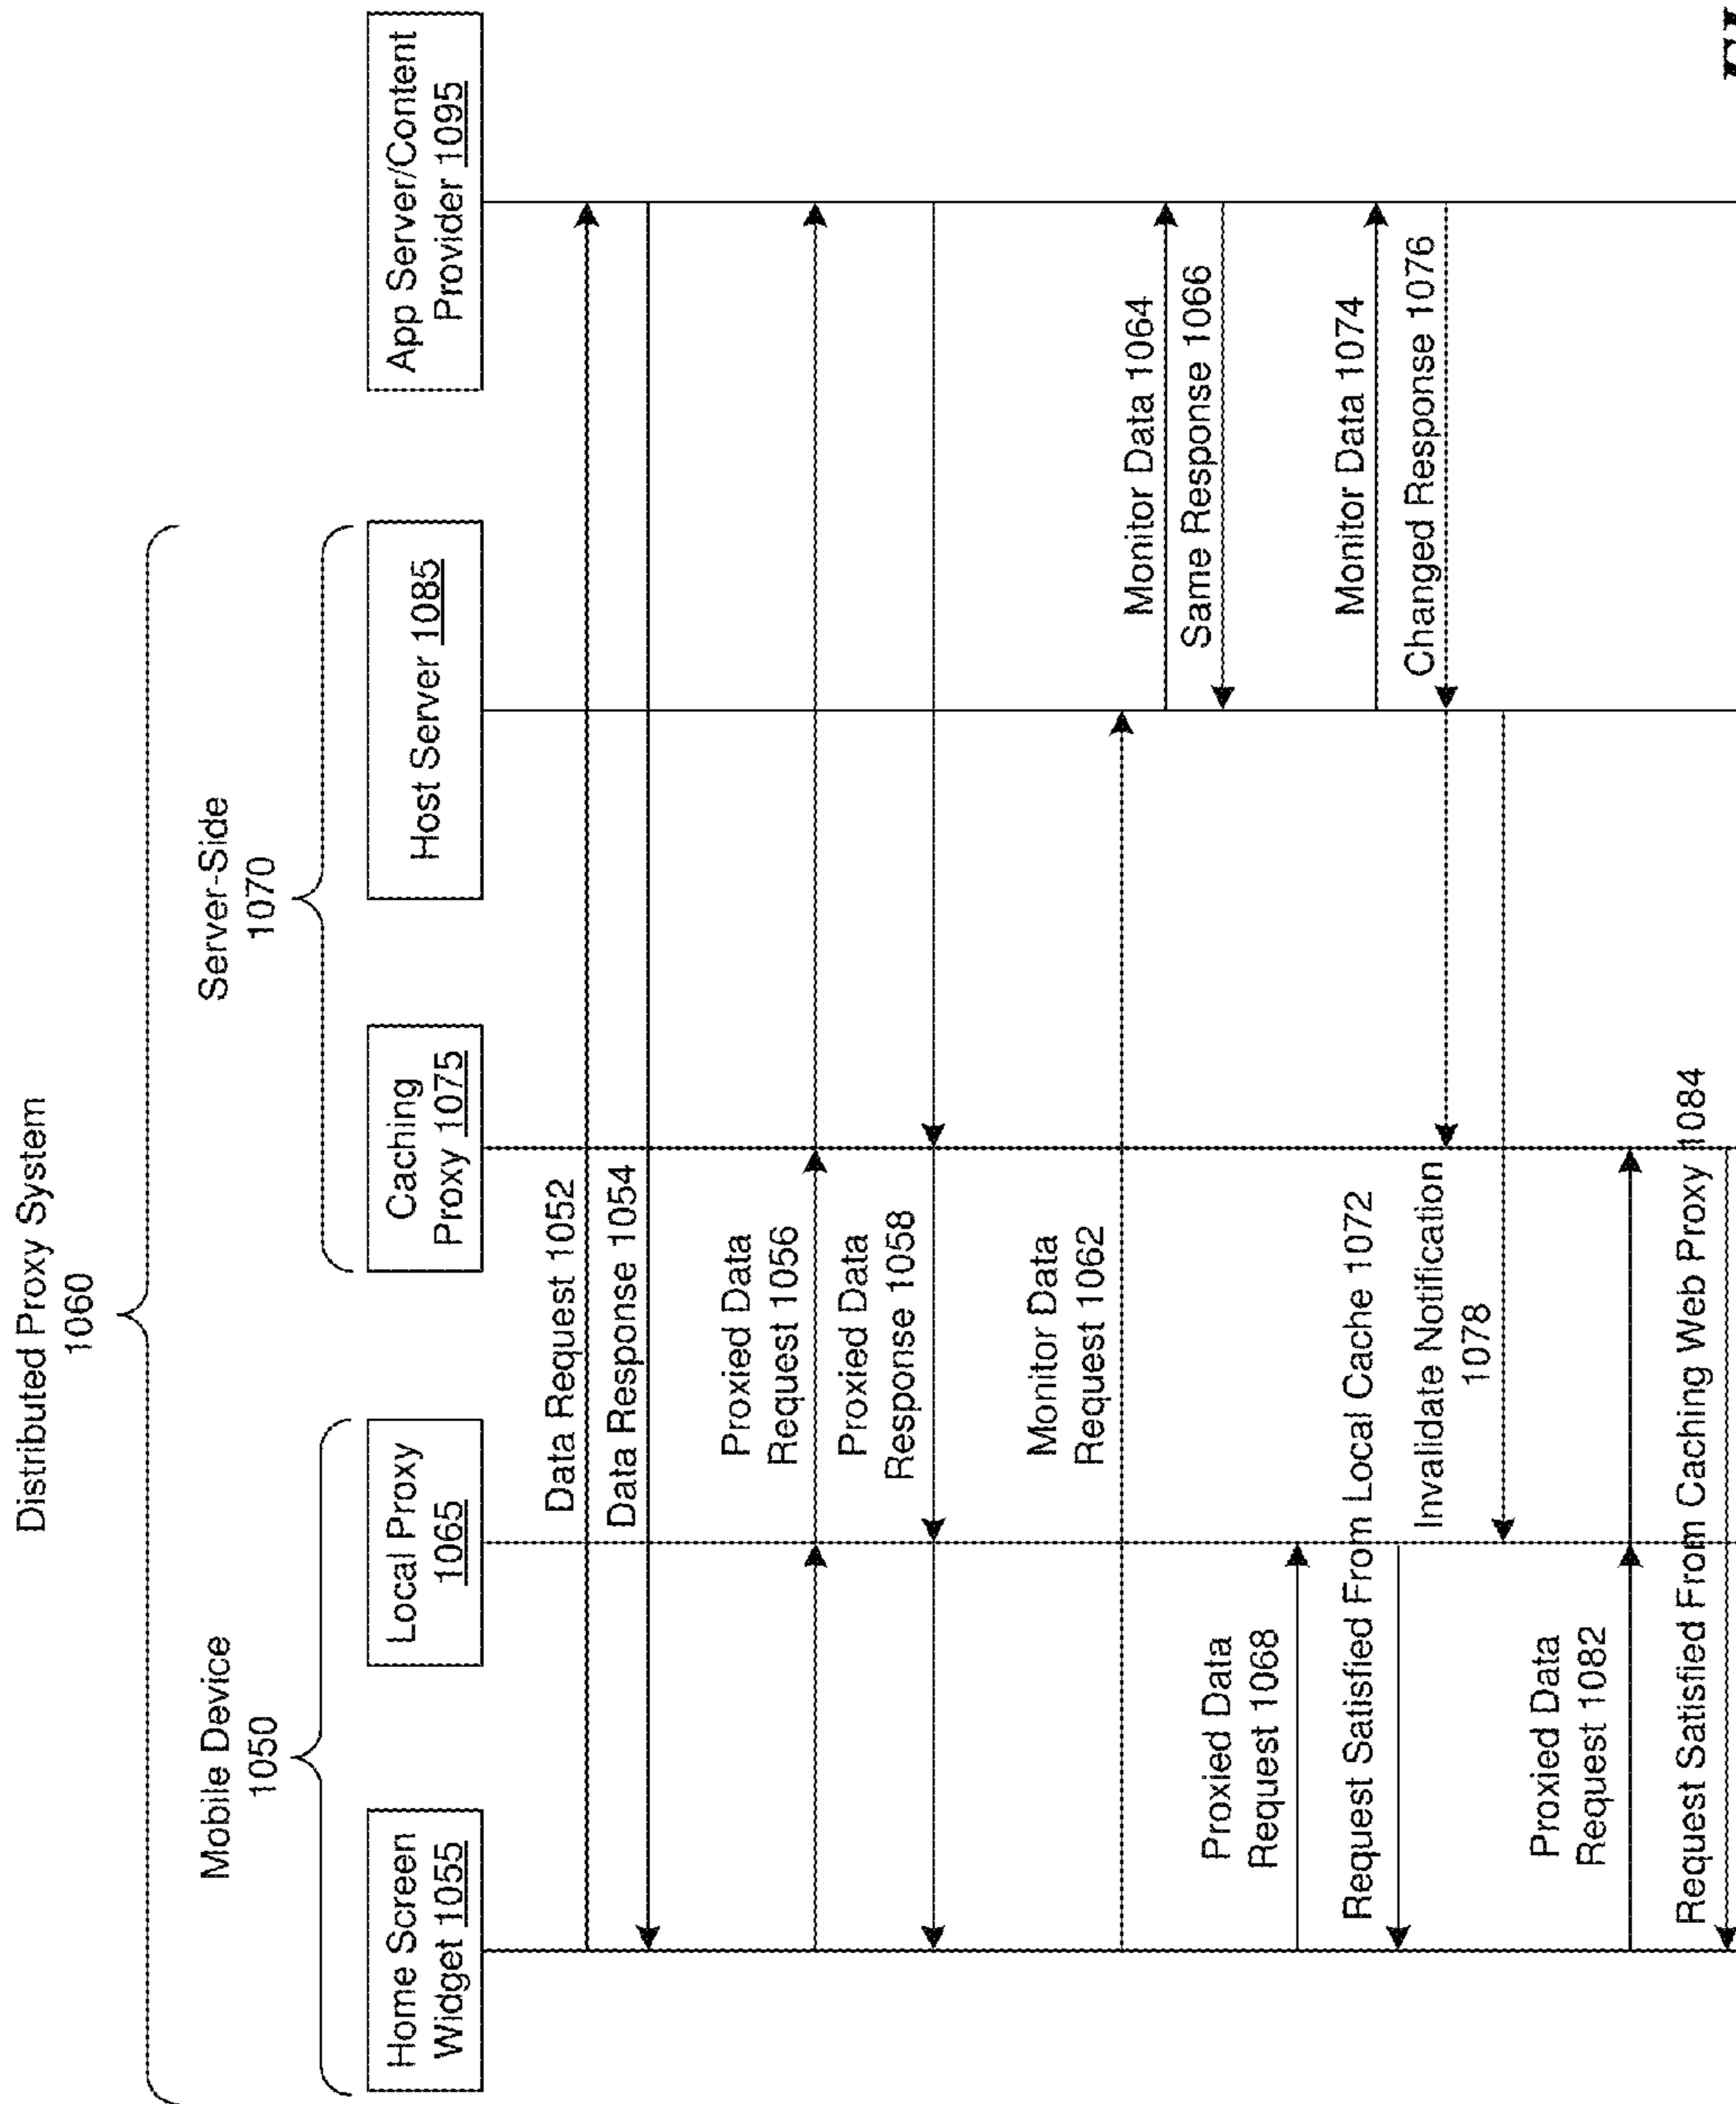 Distributed Proxy System
1060
Mobile Device
1050
Server-Side
1070
Home Screen
Widget 1055
Local Proxy
1065
Caching
Proxy 1075
Host Server 1085
App Server/Content
Provider 1095
Data Request 1052
Data Response 1054
Proxied Data
Request 1056
Proxied Data
Response 1058
Monitor Data
Request 1062
Monitor Data 1064
Same Response 1066
Proxied Data
Request 1068
Request Satisfied From Local Cache 1072
Monitor Data 1074
Changed Response 1076
Invalidate Notification
1078
Proxied Data
Request 1082
Request Satisfied From Caching Web Proxy 1084